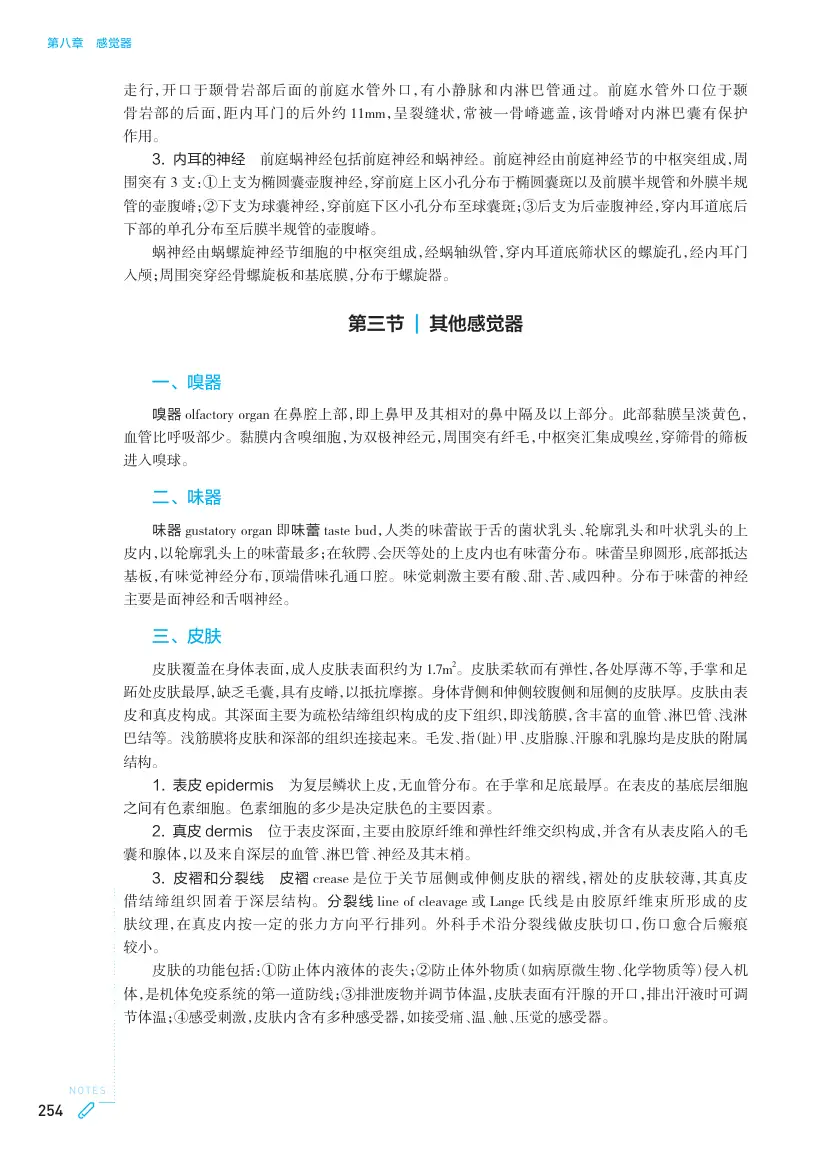 第八章 感觉器
走行,开口于颞骨岩部后面的前庭水管外口,有小静脉和内淋巴管通过。前庭水管外口位于颞
骨岩部的后面,距内耳门的后外约 11mm,呈裂缝状,常被一骨嵴遮盖,该骨嵴对内淋巴囊有保护
作用。
3. 内耳的神经 前庭蜗神经包括前庭神经和蜗神经。前庭神经由前庭神经节的中枢突组成,周
围突有 3 支:①上支为椭圆囊壶腹神经,穿前庭上区小孔分布于椭圆囊斑以及前膜半规管和外膜半规
管的壶腹嵴;②下支为球囊神经,穿前庭下区小孔分布至球囊斑;③后支为后壶腹神经,穿内耳道底后
下部的单孔分布至后膜半规管的壶腹嵴。
蜗神经由蜗螺旋神经节细胞的中枢突组成,经蜗轴纵管,穿内耳道底筛状区的螺旋孔,经内耳门
入颅;周围突穿经骨螺旋板和基底膜,分布于螺旋器。
第三节 | 其他感觉器
一、嗅器
嗅器 olfactory organ 在鼻腔上部,即上鼻甲及其相对的鼻中隔及以上部分。此部黏膜呈淡黄色,
血管比呼吸部少。黏膜内含嗅细胞,为双极神经元,周围突有纤毛,中枢突汇集成嗅丝,穿筛骨的筛板
进入嗅球。
二、味器
味器 gustatory organ 即味蕾 taste bud,人类的味蕾嵌于舌的菌状乳头、轮廓乳头和叶状乳头的上
皮内,以轮廓乳头上的味蕾最多;在软腭、会厌等处的上皮内也有味蕾分布。味蕾呈卵圆形,底部抵达
基板,有味觉神经分布,顶端借味孔通口腔。味觉刺激主要有酸、甜、苦、咸四种。分布于味蕾的神经
主要是面神经和舌咽神经。
三、皮肤
皮肤覆盖在身体表面,成人皮肤表面积约为 1.7m²。皮肤柔软而有弹性,各处厚薄不等,手掌和足
跖处皮肤最厚,缺乏毛囊,具有皮嵴,以抵抗摩擦。身体背侧和伸侧较腹侧和屈侧的皮肤厚。皮肤由表
皮和真皮构成。其深面主要为疏松结缔组织构成的皮下组织,即浅筋膜,含丰富的血管、淋巴管、浅淋
巴结等。浅筋膜将皮肤和深部的组织连接起来。毛发、指(趾)甲、皮脂腺、汗腺和乳腺均是皮肤的附属
结构。
1. 表皮 epidermis 为复层鳞状上皮,无血管分布。在手掌和足底最厚。在表皮的基底层细胞
之间有色素细胞。色素细胞的多少是决定肤色的主要因素。
2. 真皮 dermis 位于表皮深面,主要由胶原纤维和弹性纤维交织构成,并含有从表皮陷入的毛
囊和腺体,以及来自深层的血管、淋巴管、神经及其末梢。
3. 皮褶和分裂线 皮褶 crease 是位于关节屈侧或伸侧皮肤的褶线,褶处的皮肤较薄,其真皮
借结缔组织固着于深层结构。分裂线 line of cleavage 或 Lange 氏线是由胶原纤维束所形成的皮
肤纹理,在真皮内按一定的张力方向平行排列。外科手术沿分裂线做皮肤切口,伤口愈合后瘢痕
较小。
皮肤的功能包括:①防止体内液体的丧失;②防止体外物质(如病原微生物、化学物质等)侵入机
体,是机体免疫系统的第一道防线;③排泄废物并调节体温,皮肤表面有汗腺的开口,排出汗液时可调
节体温;④感受刺激,皮肤内含有多种感受器,如接受痛、温、触、压觉的感受器。
NOTES
254